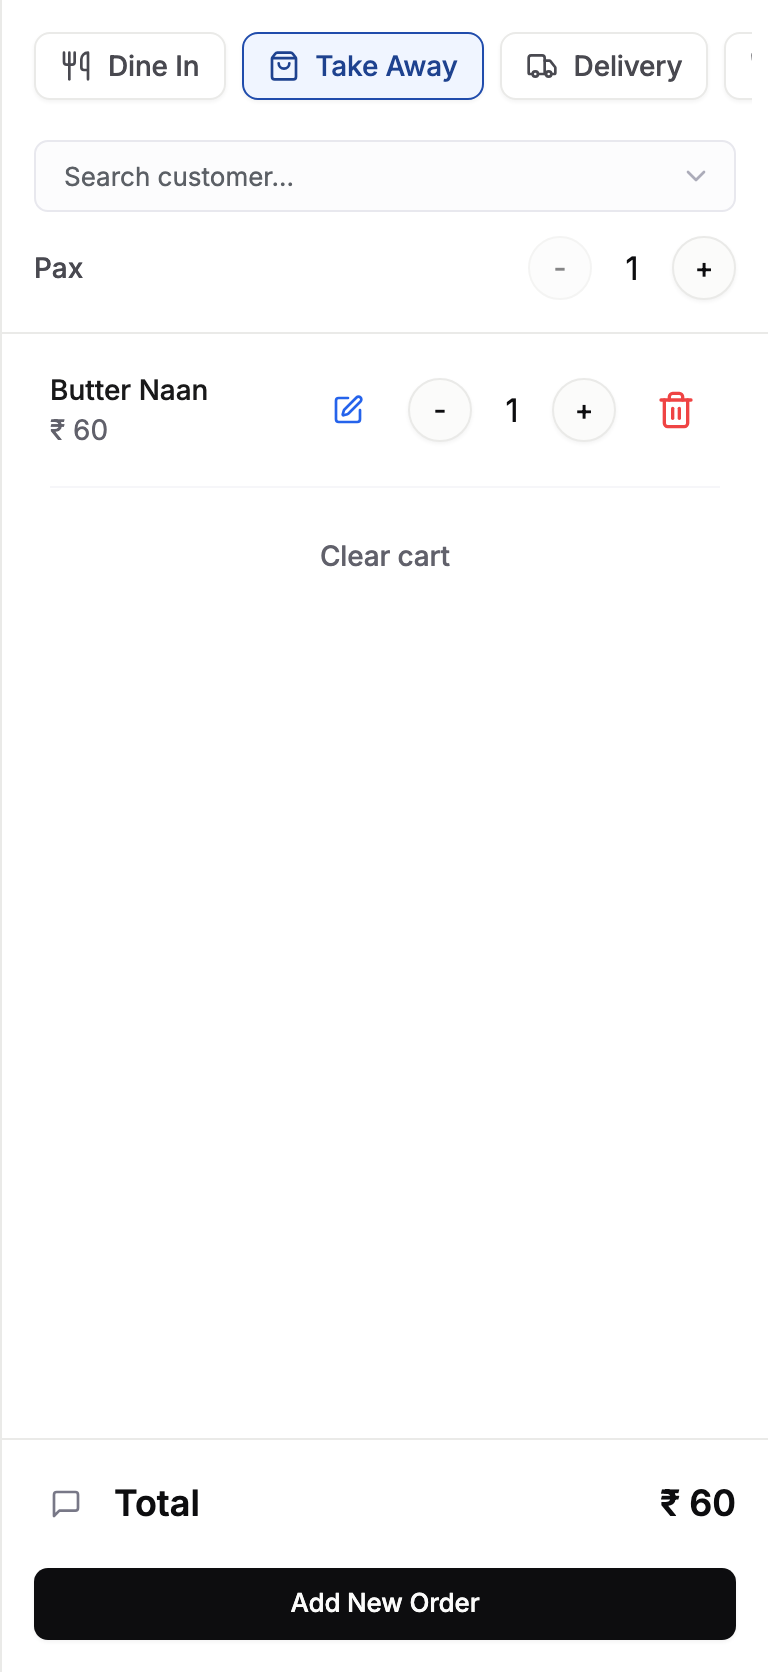 Dine In
Take Away
Delivery
Search customer...
Pax
- 1 +
Butter Naan
₹ 60
- 1 +
Clear cart
Total
₹ 60
Add New Order